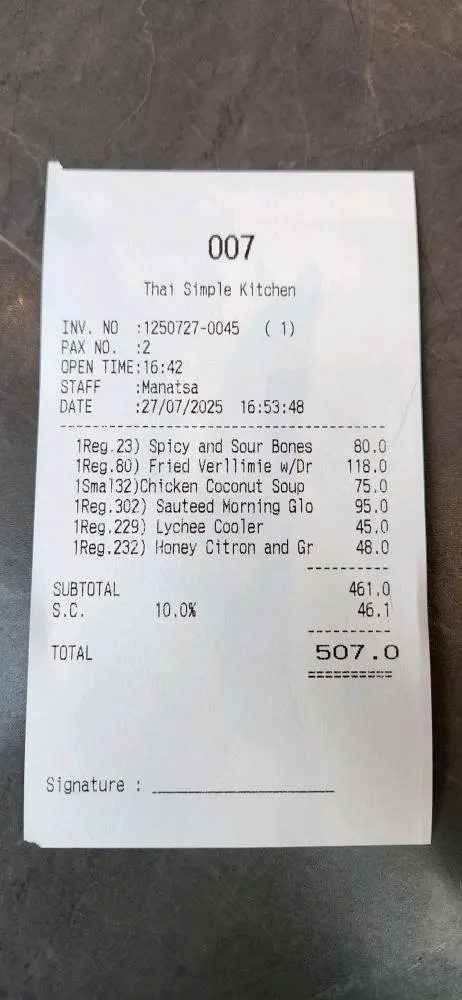 007
Thai Simple Kitchen
INV. NO :1250727-0045 ( 1)
PAX NO. :2
OPEN TIME:16:42
STAFF :Manatsa
DATE :27/07/2025 16:53:48
1Reg.23) Spicy and Sour Bones 80.0
1Reg.80) Fried Verllimie w/Dr 118.0
1Smal32)Chicken Coconut Soup 75.0
1Reg.302) Sauteed Morning Glo 95.0
1Reg.229) Lychee Cooler 45.0
1Reg.232) Honey Citron and Gr 48.0
SUBTOTAL 461.0
S.C. 10.0% 46.1
TOTAL 507.0
Signature :